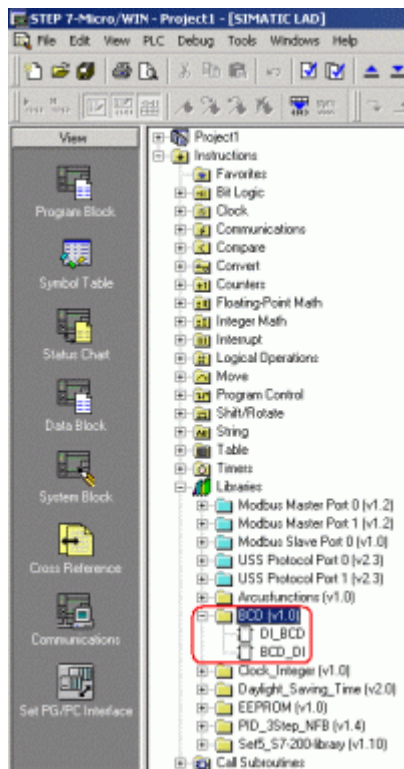 STEP 7-Micro/WIN - Project1 - [SIMATIC LAD]
File Edit View PLC Debug Tools Windows Help
View
Program Block
Symbol Table
Status Chart
Data Block
System Block
Cross Reference
Communications
Set PG/PC Interface
Project1
Instructions
Favorites
Bit Logic
Clock
Communications
Compare
Convert
Counters
Floating-Point Math
Integer Math
Interrupt
Logical Operations
Move
Program Control
Shift/Rotate
String
Table
Timers
Libraries
Modbus Master Port 0 (v1.2)
Modbus Master Port 1 (v1.2)
Modbus Slave Port 0 (v1.0)
USS Protocol Port 0 (v2.3)
USS Protocol Port 1 (v2.3)
Arcusfunctions (v1.0)
BCD (v1.0)
DI_BCD
BCD_DI
Clock_Integer (v1.0)
Daylight_Saving_Time (v2.0)
EEPROM (v1.0)
PID_3Step_NFB (v1.4)
Set5_S7-200-library (v1.10)
Call Subroutines